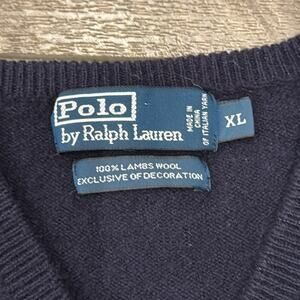 Polo
by Ralph Lauren
MADE IN
CHINA
OF ITALIAN YARN
XL
100% LAMBS WOOL
EXCLUSIVE OF DECORATION